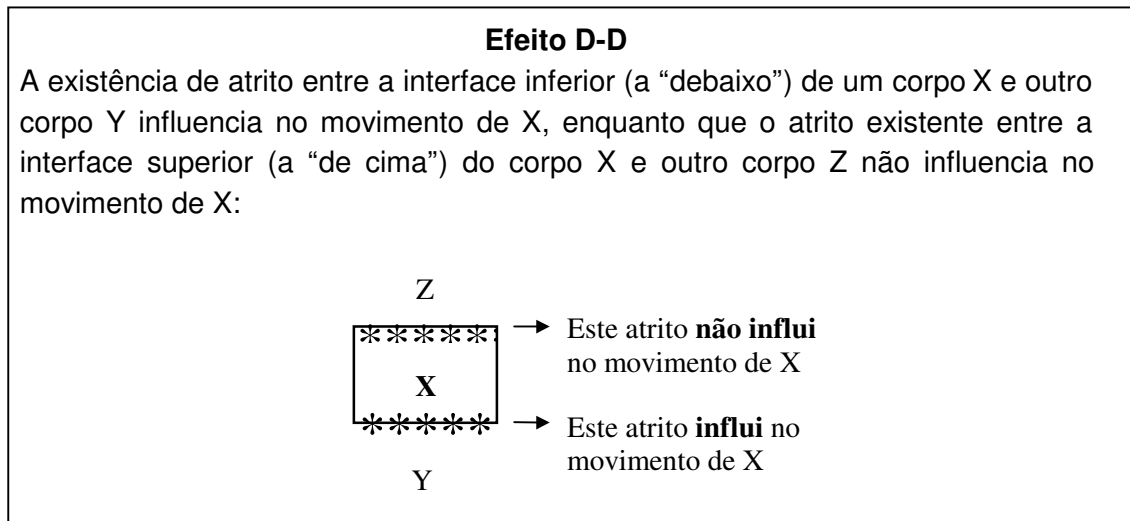 Efeito D-D
A existência de atrito entre a interface inferior (a “debaixo”) de um corpo X e outro
corpo Y influencia no movimento de X, enquanto que o atrito existente entre a
interface superior (a “de cima”) do corpo X e outro corpo Z não influencia no
movimento de X:
Z
Este atrito não influi
no movimento de X
X
Este atrito influi no
movimento de X
Y